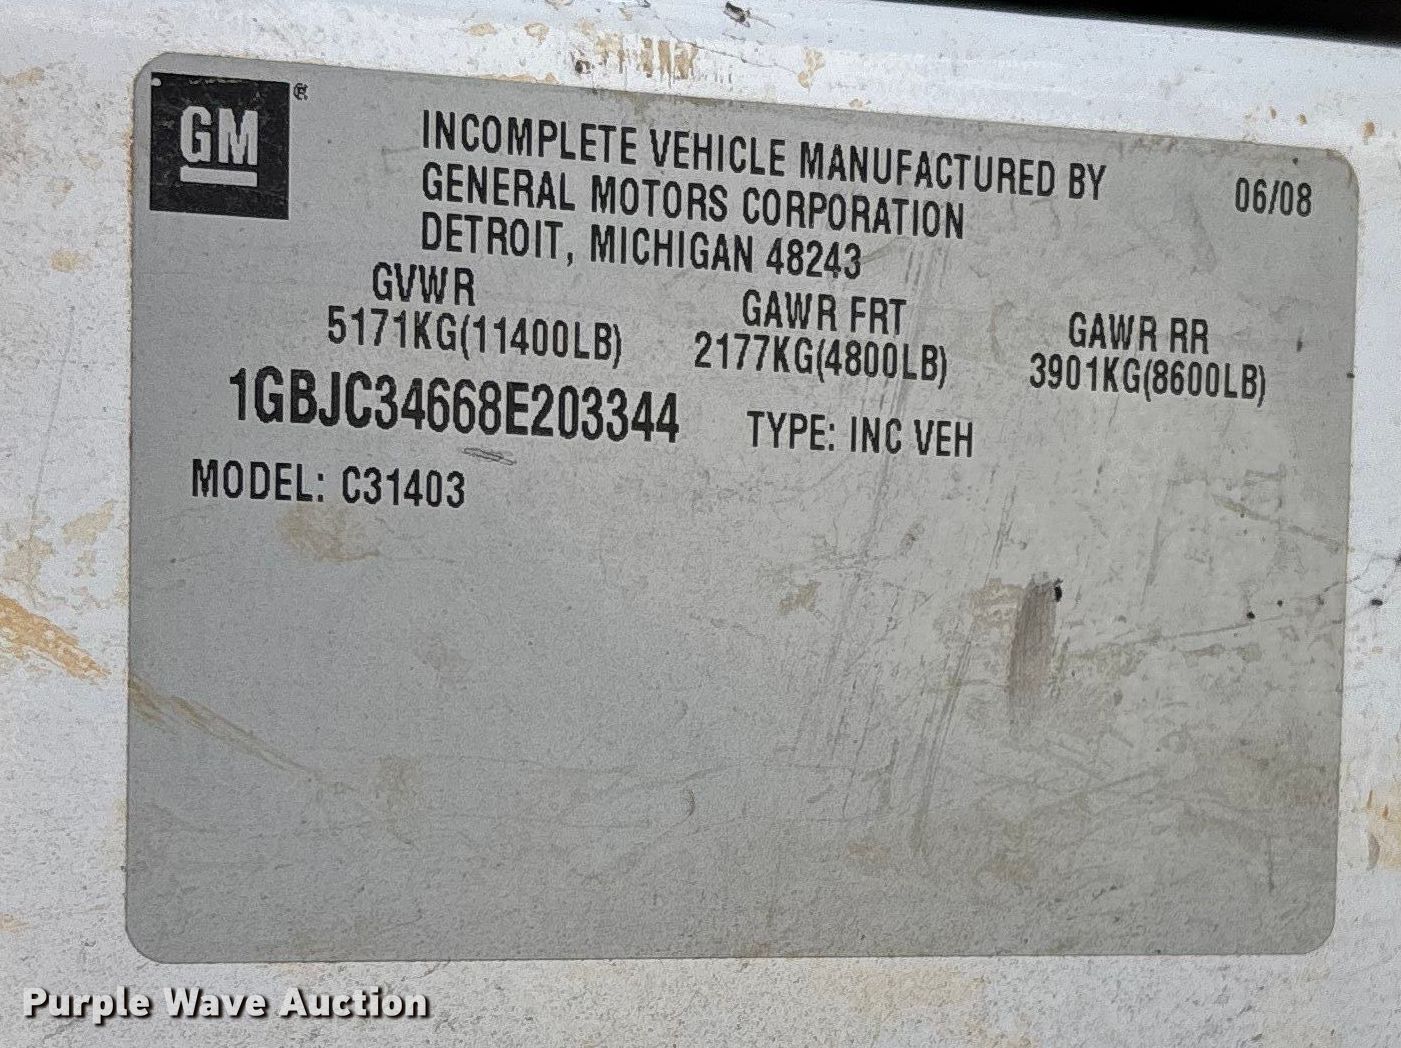 GM ®
INCOMPLETE VEHICLE MANUFACTURED BY
GENERAL MOTORS CORPORATION
DETROIT, MICHIGAN 48243
06/08
GVWR
5171KG(11400LB)
GAWR FRT
2177KG(4800LB)
GAWR RR
3901KG(8600LB)
1GBJC34668E203344
TYPE: INC VEH
MODEL: C31403
Purple Wave Auction